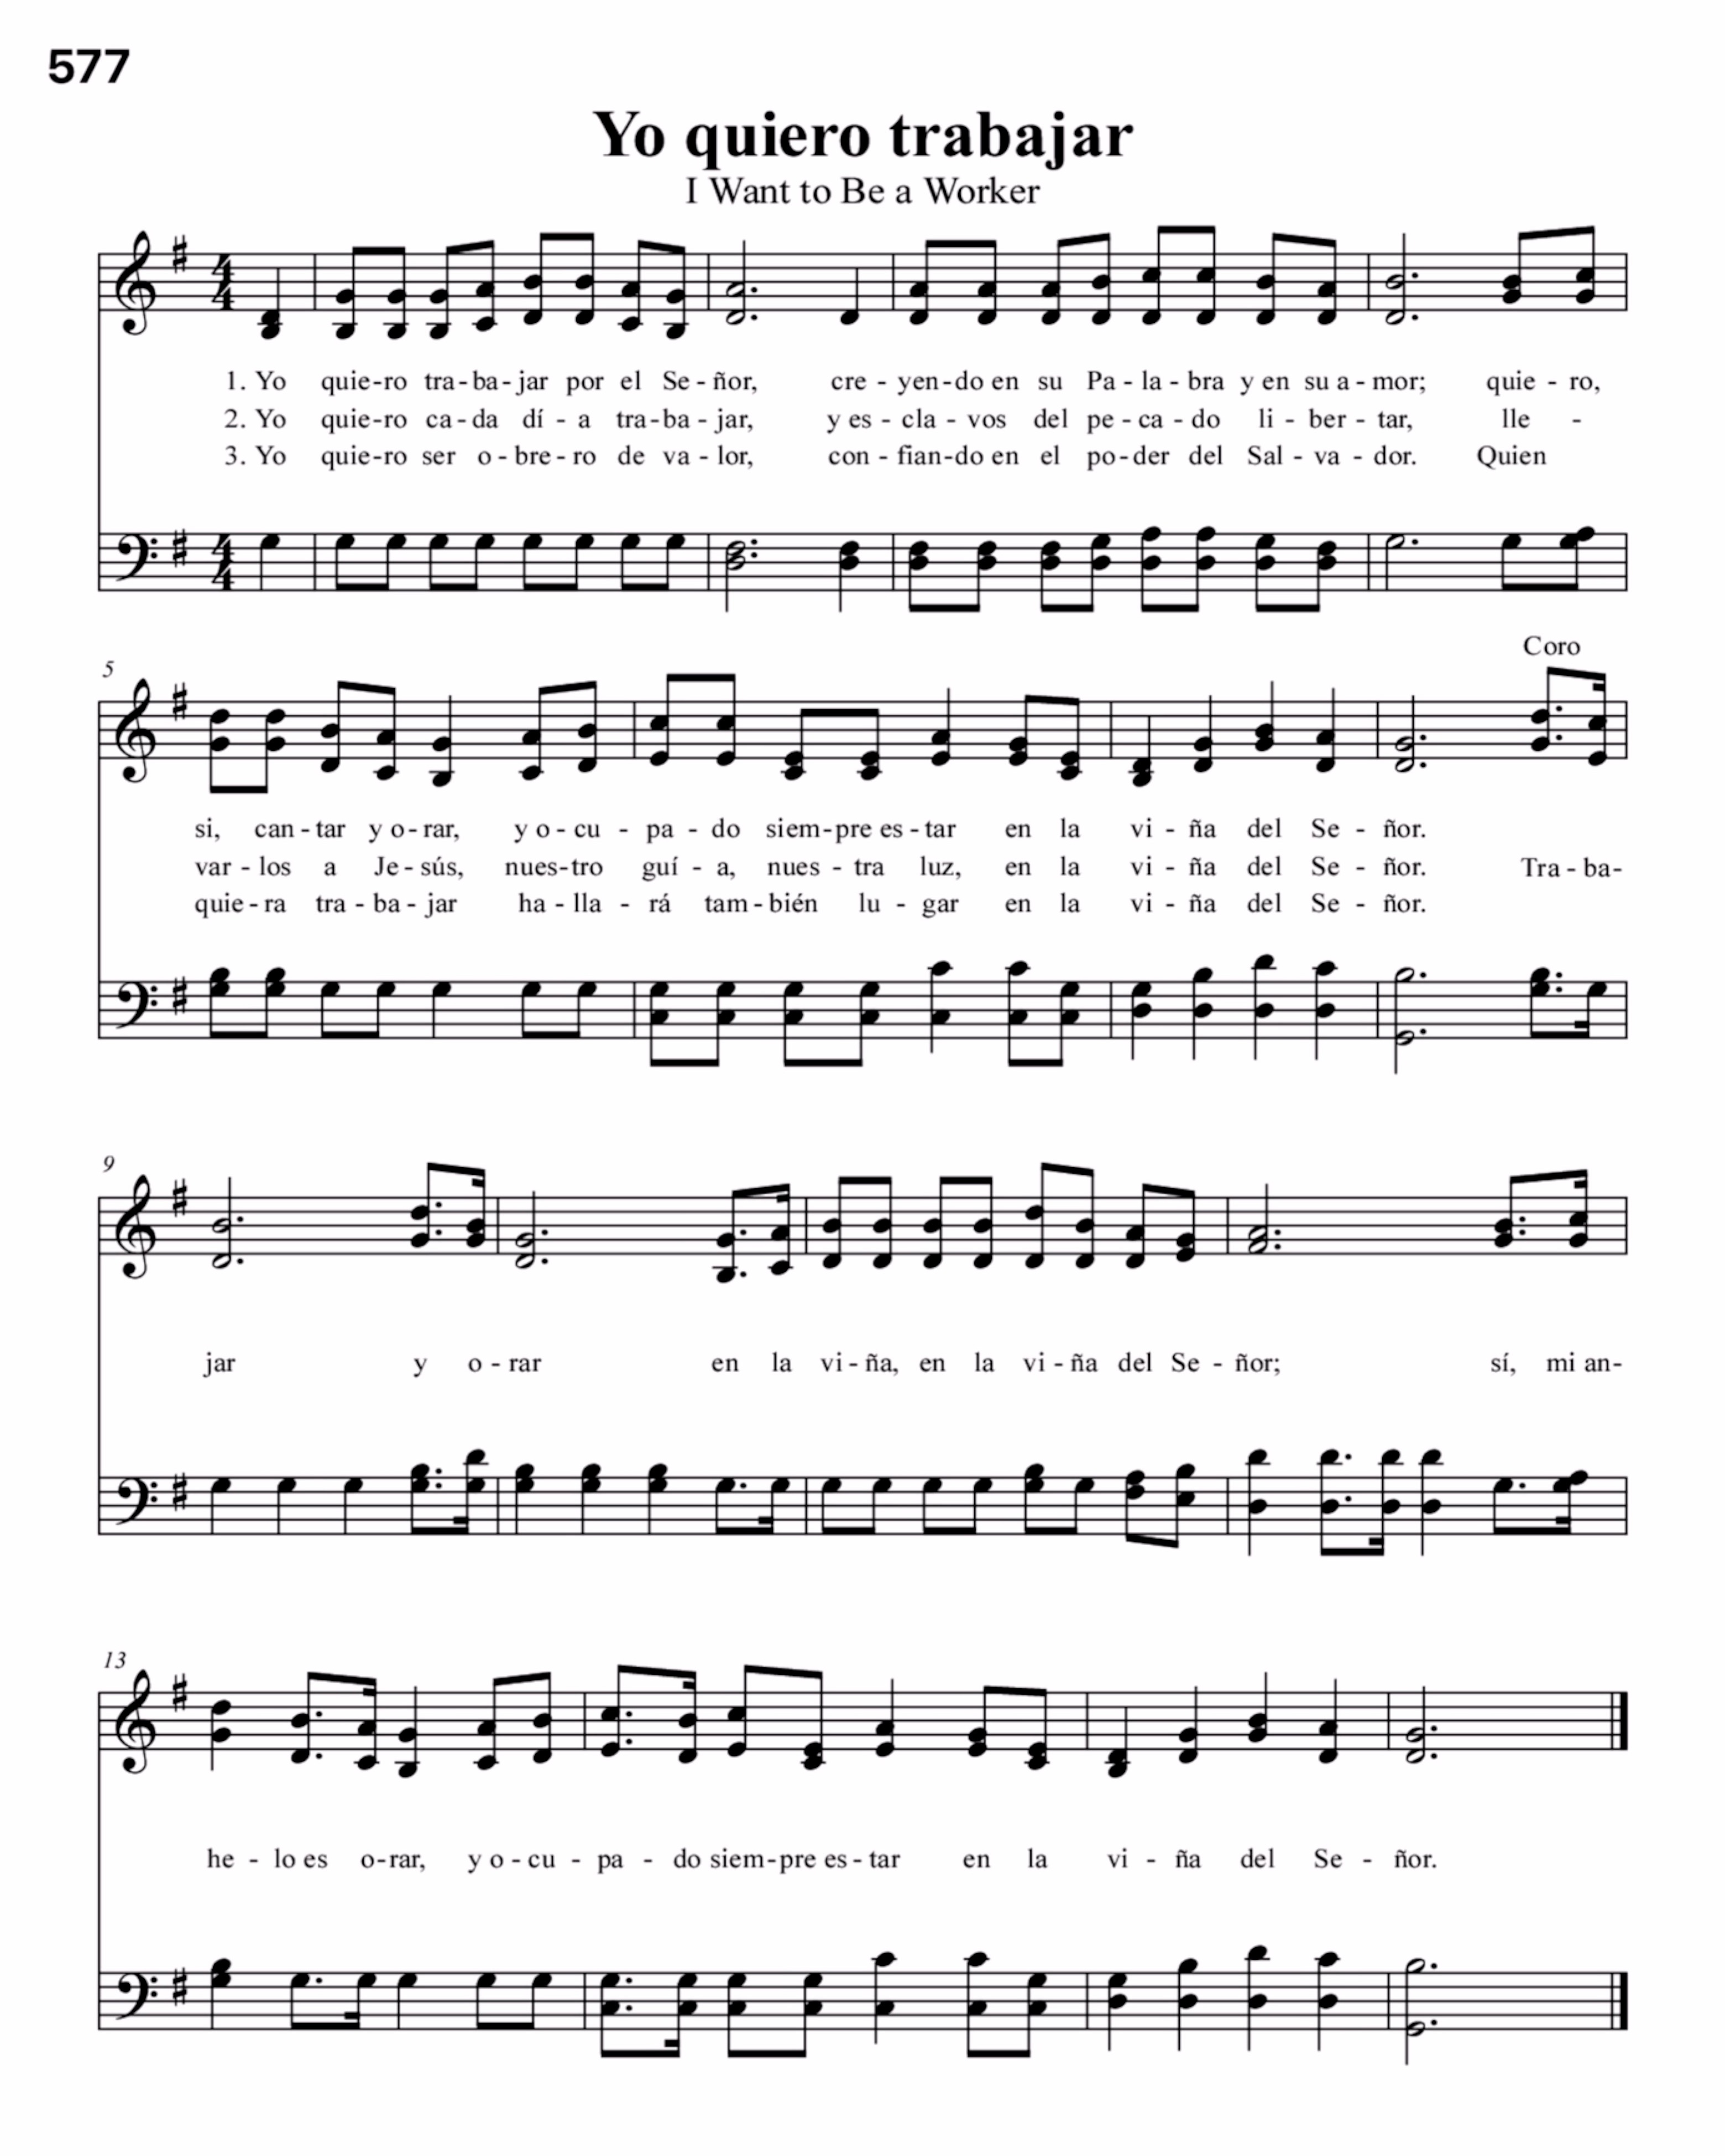 577
Yo quiero trabajar
I Want to Be a Worker
1. Yo quie-ro tra-ba-jar por el Se-ñor, cre-yen-do en su Pa-la-bra y en su a-mor; quie-ro,
2. Yo quie-ro ca-da dí-a tra-ba-jar, y es-cla-vos del pe-ca-do li-ber-tar, lle-
3. Yo quie-ro ser o-bre-ro de va-lor, con-fian-do en el po-der del Sal-va-dor. Quien
5
Coro
si, can-tar y o-rar, y o-cu-pa-do siem-pre es-tar en la vi-ña del Se-ñor.
var-los a Je-sús, nues-tro guí-a, nues-tra luz, en la vi-ña del Se-ñor. Tra-ba-
quie-ra tra-ba-jar ha-lla-rá tam-bién lu-gar en la vi-ña del Se-ñor.
9
jar y o-rar en la vi-ña, en la vi-ña del Se-ñor; sí, mi an-
13
he-lo es o-rar, y o-cu-pa-do siem-pre es-tar en la vi-ña del Se-ñor.